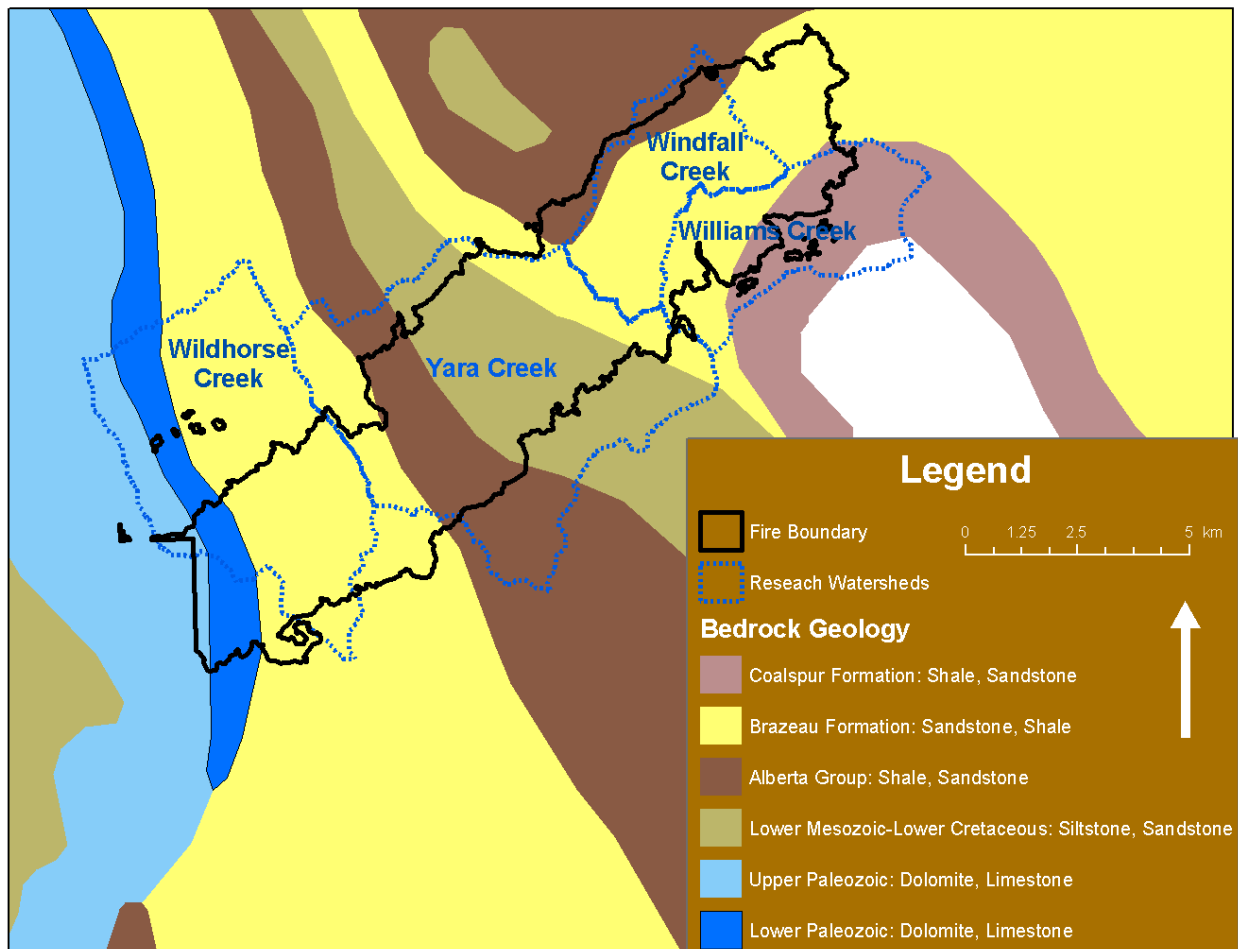 Windfall
Creek
Williams Creek
Wildhorse
Creek
Yara Creek
Legend
Fire Boundary
0 1.25 2.5 5 km
Reseach Watersheds
Bedrock Geology
Coalspur Formation: Shale, Sandstone
Brazeau Formation: Sandstone, Shale
Alberta Group: Shale, Sandstone
Lower Mesozoic-Lower Cretaceous: Siltstone, Sandstone
Upper Paleozoic: Dolomite, Limestone
Lower Paleozoic: Dolomite, Limestone